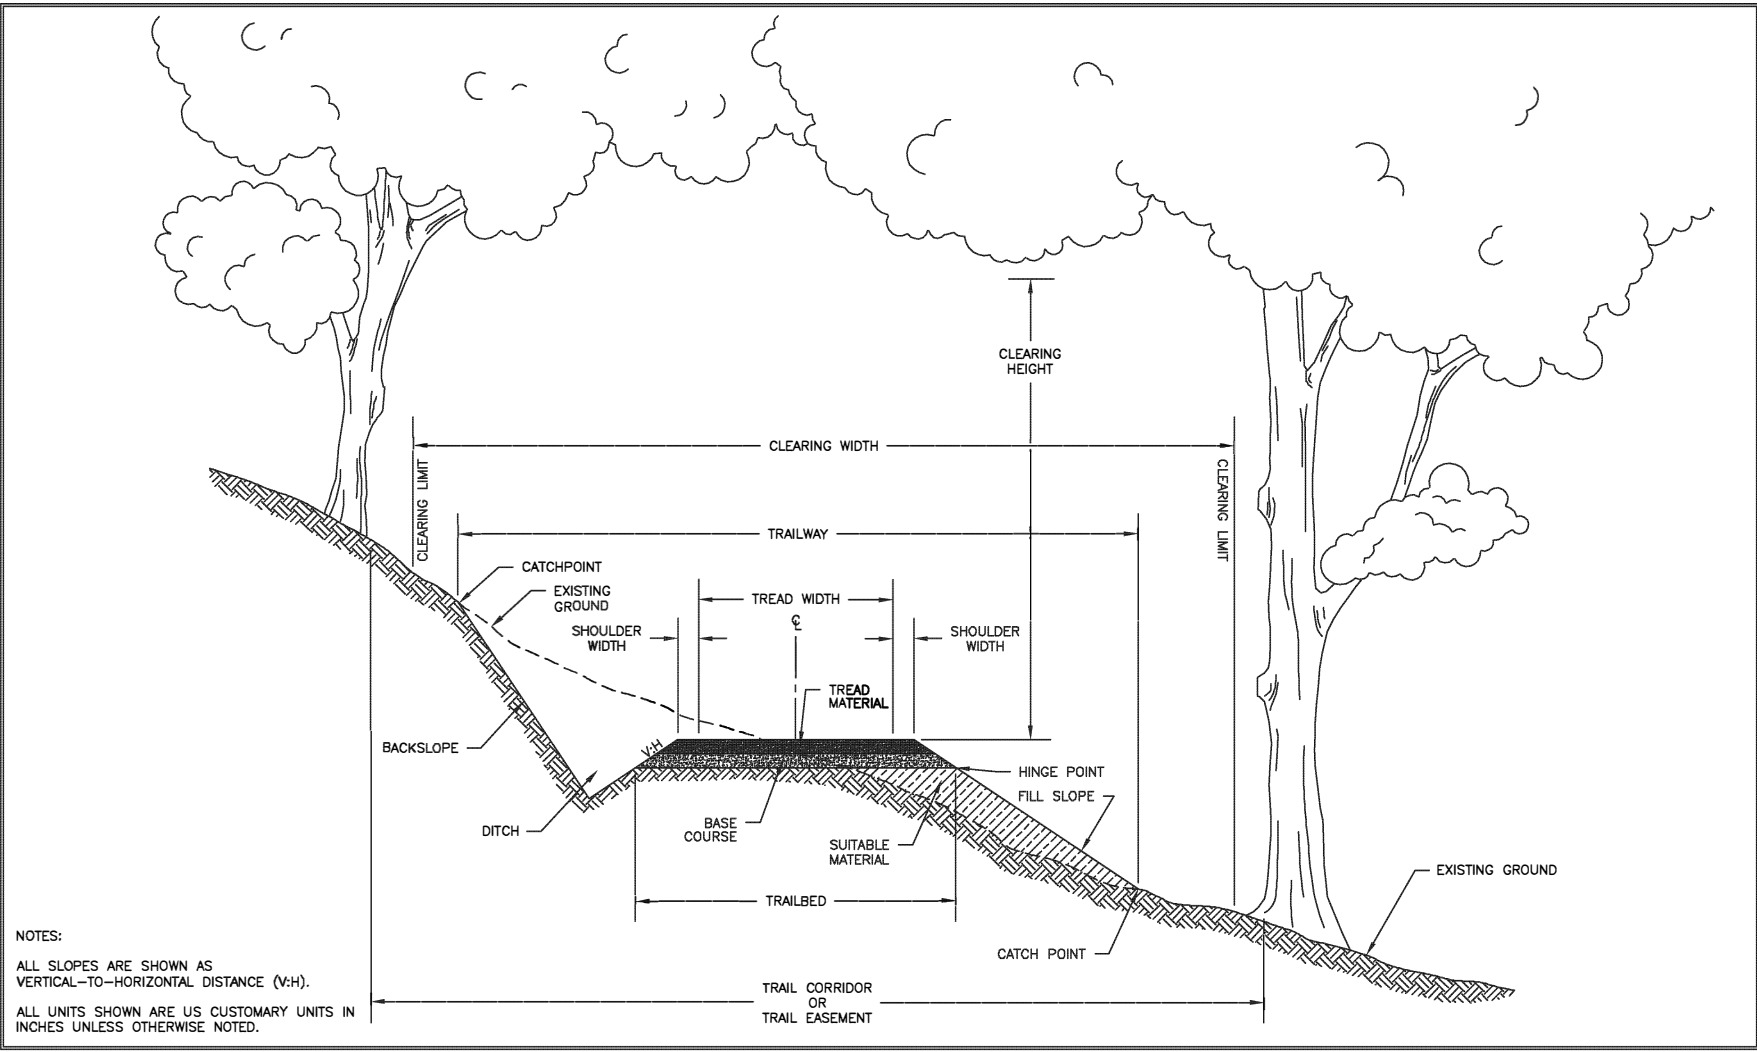 CLEARING
HEIGHT
CLEARING WIDTH
CLEARING LIMIT
CLEARING LIMIT
TRAILWAY
CATCHPOINT
EXISTING
GROUND
TREAD WIDTH
℄
SHOULDER
WIDTH
SHOULDER
WIDTH
TREAD
MATERIAL
BACKSLOPE
V:H
HINGE POINT
FILL SLOPE
DITCH
BASE
COURSE
SUITABLE
MATERIAL
EXISTING GROUND
TRAILBED
CATCH POINT
NOTES:
ALL SLOPES ARE SHOWN AS
VERTICAL-TO-HORIZONTAL DISTANCE (V:H).
ALL UNITS SHOWN ARE US CUSTOMARY UNITS IN
INCHES UNLESS OTHERWISE NOTED.
TRAIL CORRIDOR
OR
TRAIL EASEMENT